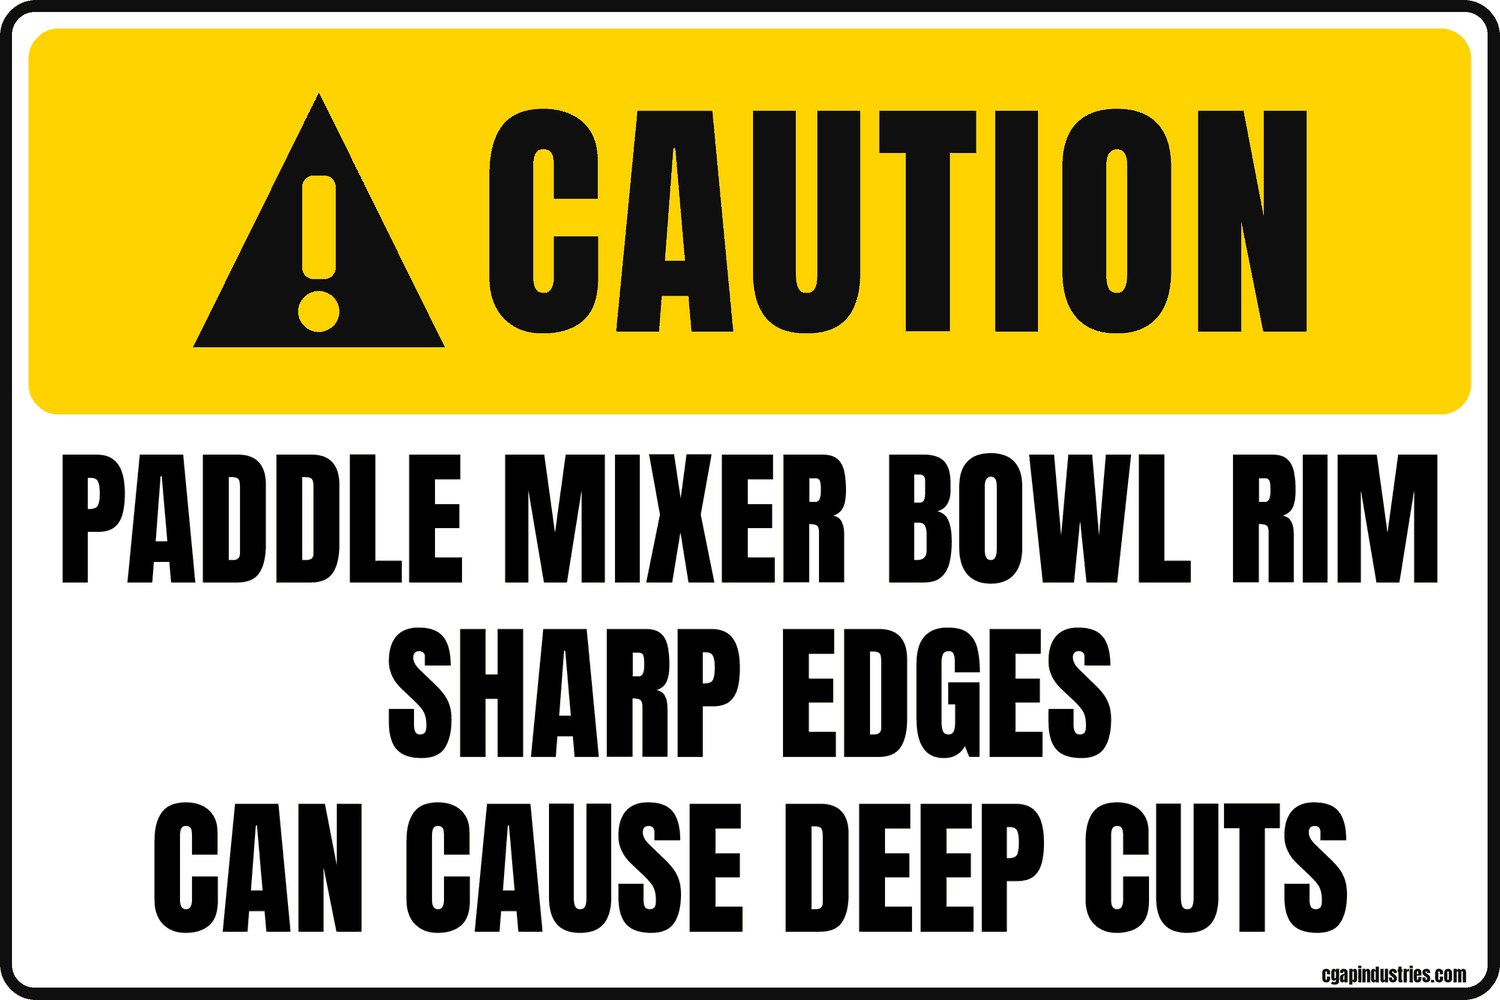 CAUTION
PADDLE MIXER BOWL RIM
SHARP EDGES
CAN CAUSE DEEP CUTS
cgapindustries.com